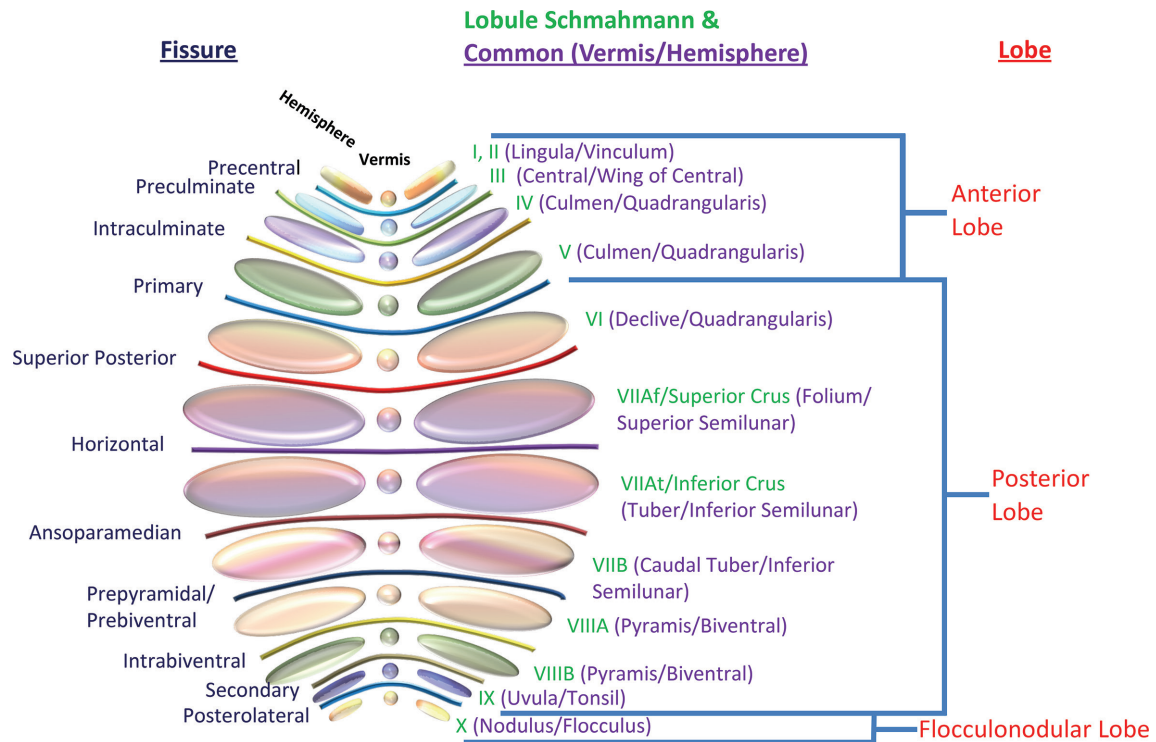 Lobule Schmahmann &
Fissure
Common (Vermis/Hemisphere)
Lobe
Hemisphere
Vermis
Precentral
Preculminate
Intraculminate
Primary
Superior Posterior
Horizontal
Ansoparamedian
Prepyramidal/
Prebiventral
Intrabiventral
Secondary
Posterolateral
I, II (Lingula/Vinculum)
III (Central/Wing of Central)
IV (Culmen/Quadrangularis)
V (Culmen/Quadrangularis)
VI (Declive/Quadrangularis)
VIIAf/Superior Crus (Folium/
Superior Semilunar)
VIIAt/Inferior Crus
(Tuber/Inferior Semilunar)
VIIB (Caudal Tuber/Inferior
Semilunar)
VIIIA (Pyramis/Biventral)
VIIIB (Pyramis/Biventral)
IX (Uvula/Tonsil)
X (Nodulus/Flocculus)
Anterior
Lobe
Posterior
Lobe
Flocculonodular Lobe